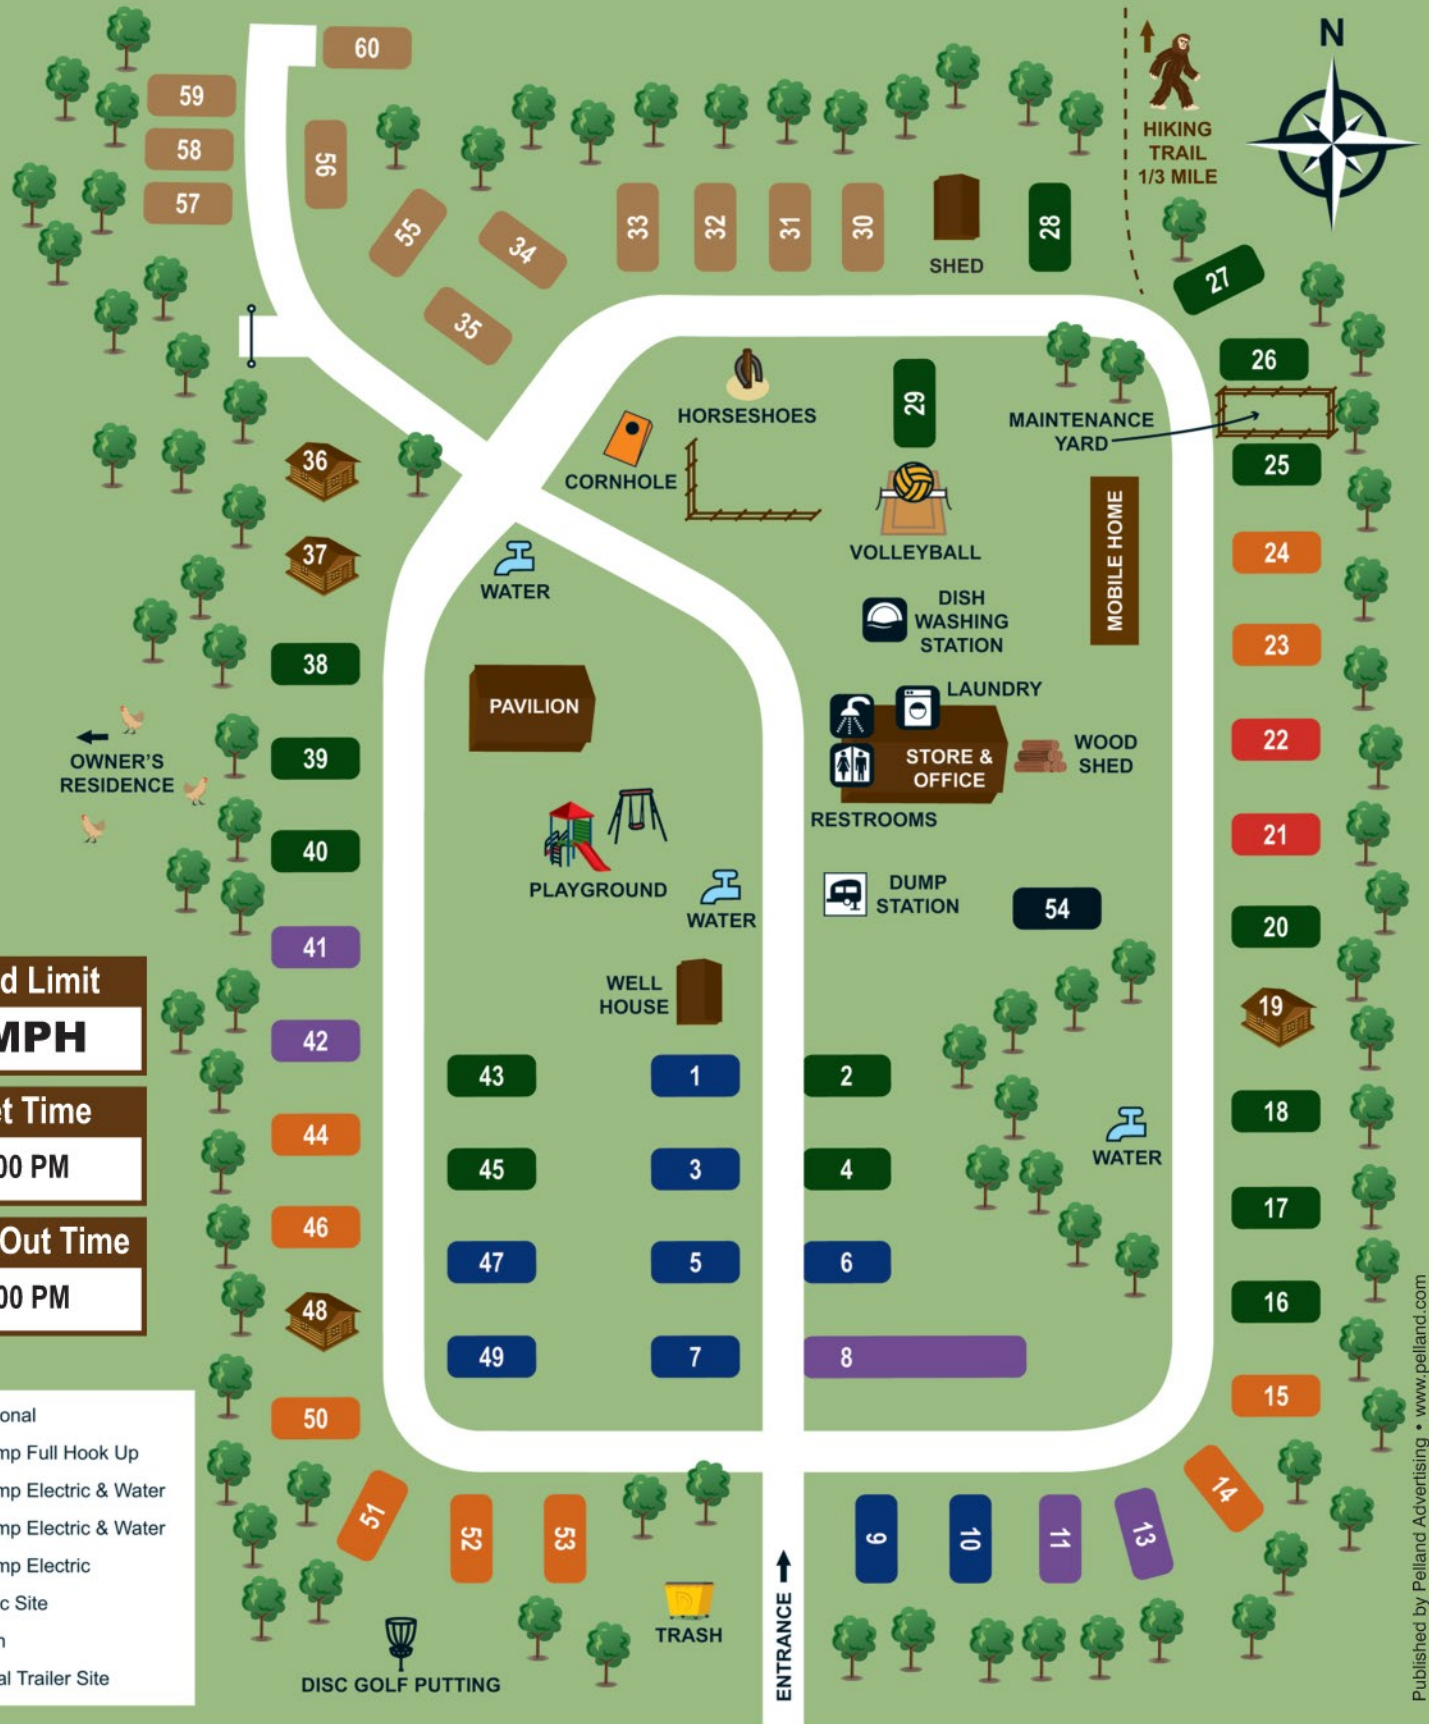 N
60
59
58
57
56
55
34
35
33
32
31
30
SHED
28
HIKING
TRAIL
1/3 MILE
27
26
MAINTENANCE
YARD
25
HORSESHOES
CORNHOLE
29
VOLLEYBALL
MOBILE HOME
24
23
22
21
20
19
18
17
16
15
14
36
37
38
39
40
41
42
44
46
48
50
51
52
53
WATER
DISH
WASHING
STATION
PAVILION
LAUNDRY
STORE &
OFFICE
WOOD
SHED
RESTROOMS
OWNER'S
RESIDENCE
PLAYGROUND
WATER
DUMP
STATION
54
WELL
HOUSE
43
1
2
45
3
4
WATER
47
5
6
49
7
8
9
10
11
13
d Limit
MPH
t Time
00 PM
Out Time
00 PM
onal
mp Full Hook Up
mp Electric & Water
mp Electric & Water
mp Electric
c Site
n
al Trailer Site
TRASH
DISC GOLF PUTTING
ENTRANCE
Published by Pelland Advertising • www.pelland.com